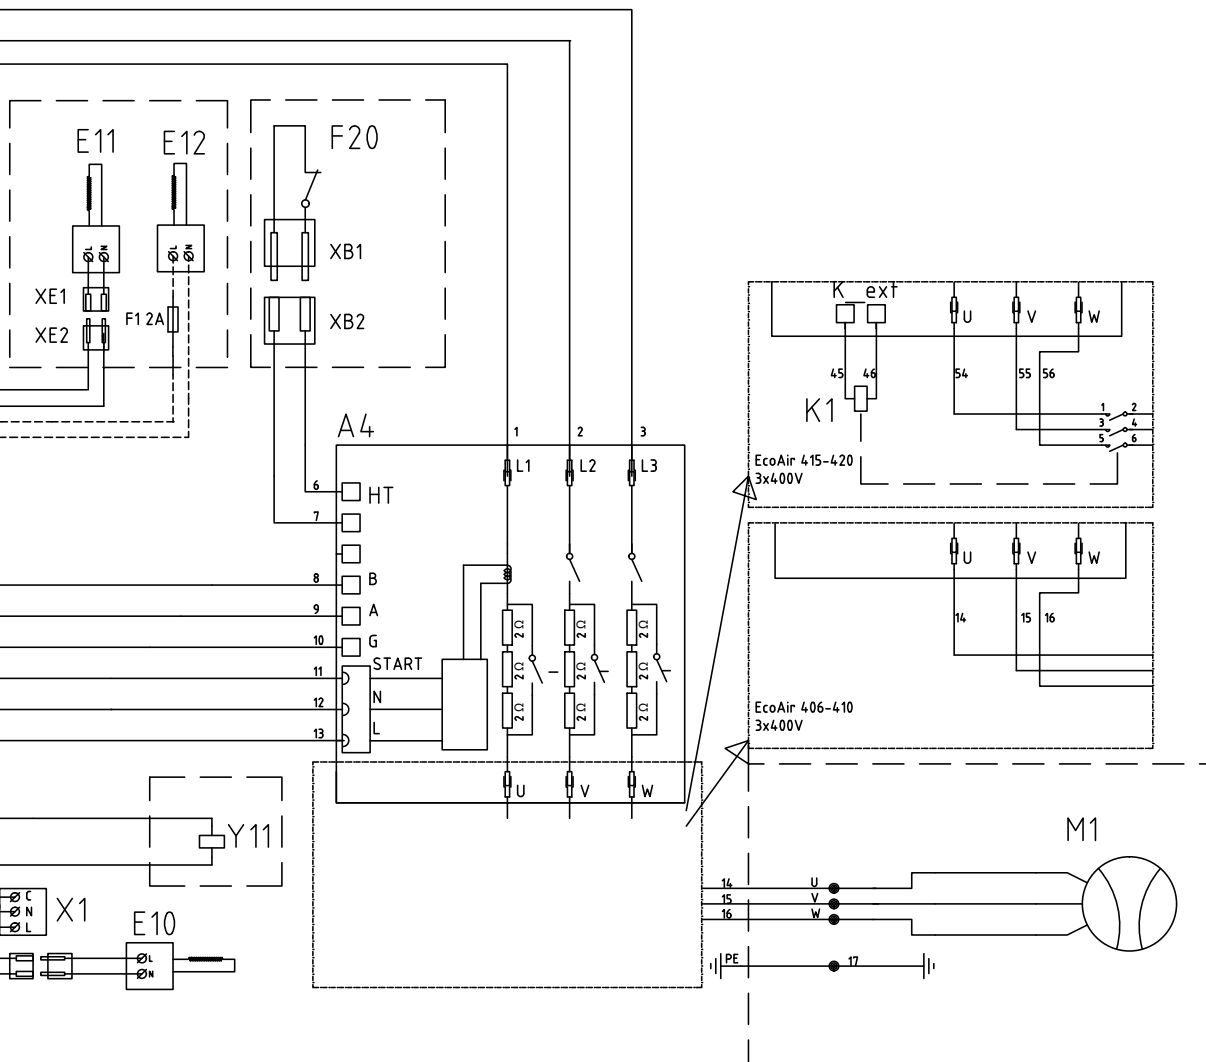 E11
E12
F20
L N
L N
XB1
XE1
XE2
F1 2A
XB2
K_ext
U V W
45 46 54 55 56
K1
1 2
3 4
5 6
EcoAir 415-420
3x400V
A4
1 2 3
L1 L2 L3
6 HT
7
8 B
9 A
10 G
11 START
12 N
13 L
2Ω 2Ω 2Ω
2Ω 2Ω 2Ω
2Ω 2Ω 2Ω
U V W
U V W
14 15 16
EcoAir 406-410
3x400V
Y11
M1
X1
C
N
L
E10
L
N
14 U
15 V
16 W
PE 17